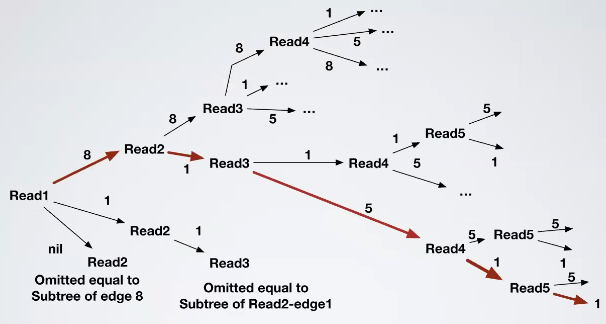 1
...
Read4
5
...
8
8
...
1
...
Read3
5
...
8
Read2
8
1
Read3
1
Read4
1
Read5
5
1
5
...
Read1
1
Read2
1
nil
Read2
Read3
5
Read4
5
Read5
5
1
1
Read5
5
1
Omitted equal to
Subtree of edge 8
Omitted equal to
Subtree of Read2-edge1